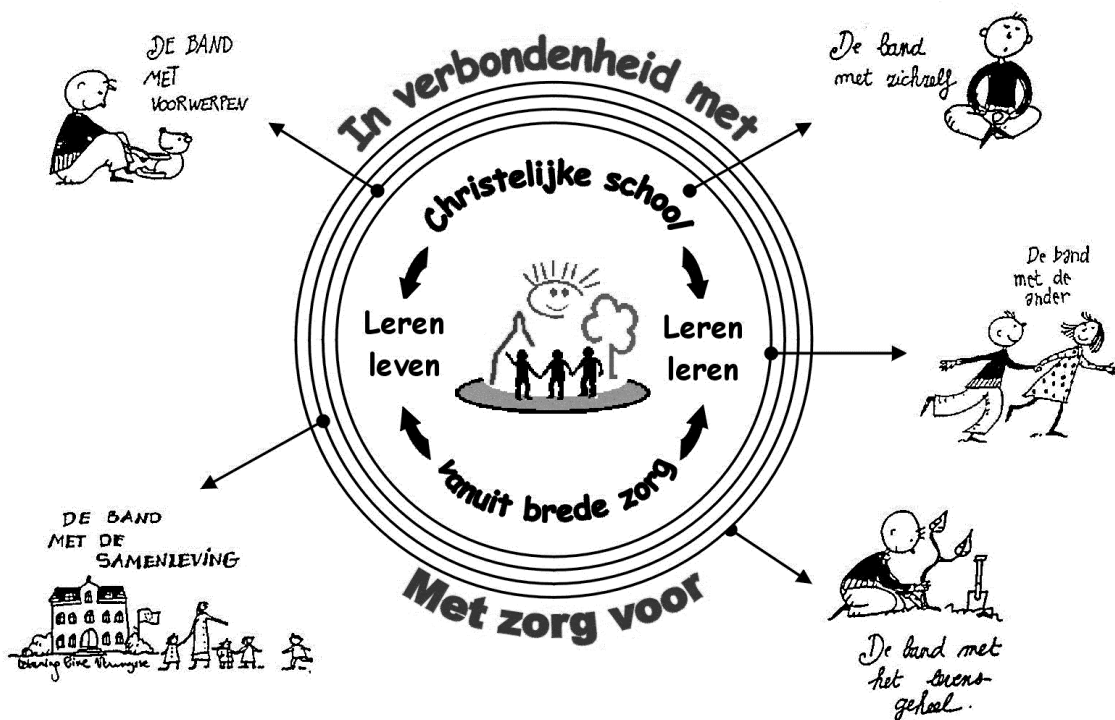 DE BAND
MET
VOORWERPEN
In verbondenheid met
De band
met zichzelf
Christelijke school
De band
met de
ander
Leren
leven
Leren
leren
vanuit brede zorg
DE BAND
MET DE
SAMENLEVING
Met zorg voor
De band met
het levens-
geheel.